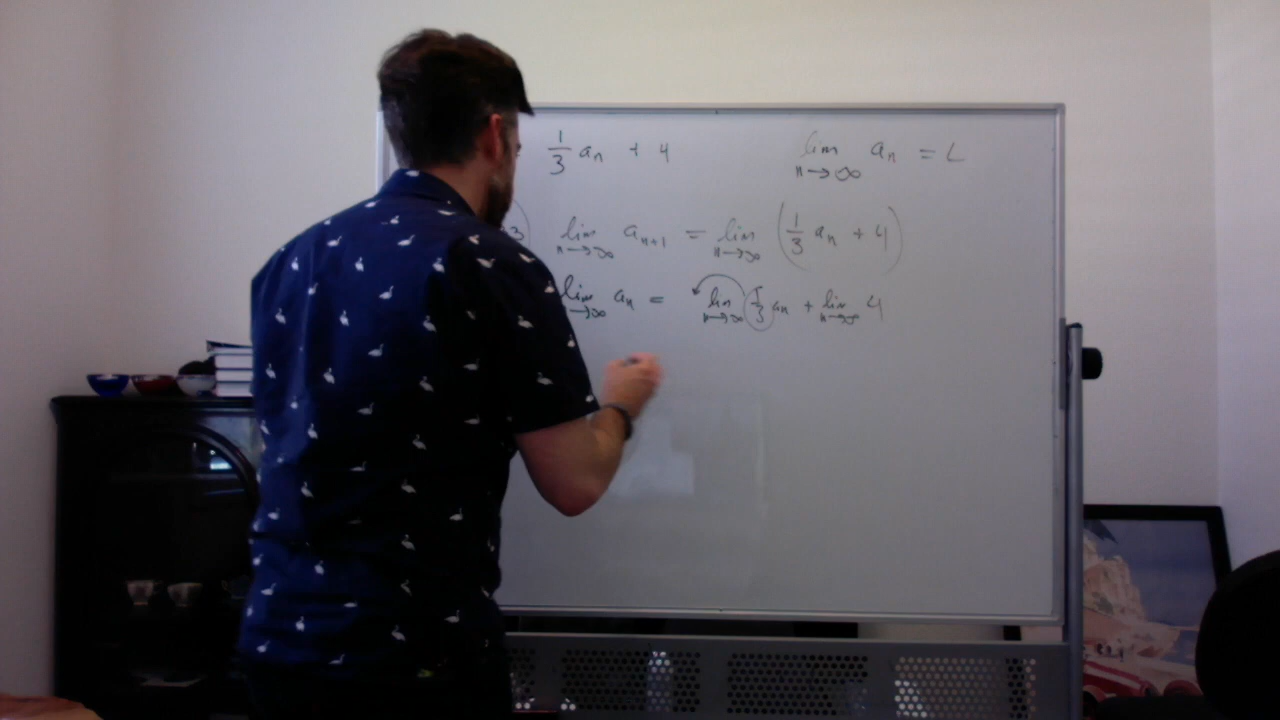 1/3 aₙ + 4    lim n→∞ aₙ = L
3) lim n→∞ aₙ₊₁ = lim n→∞ (1/3 aₙ + 4)
lim →∞ aₙ = lim n→∞ 1/3 aₙ + lim n→∞ 4